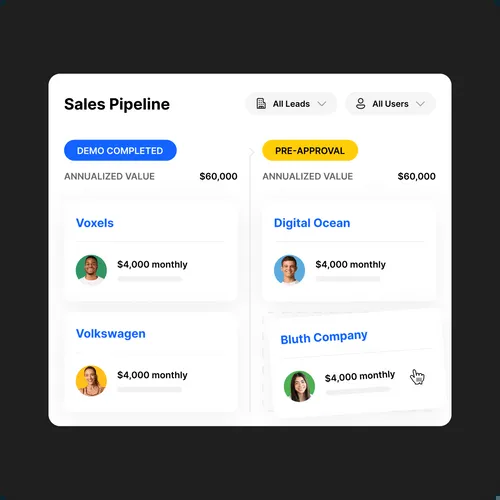 Sales Pipeline
All Leads
All Users
DEMO COMPLETED
ANNUALIZED VALUE $60,000
Voxels
$4,000 monthly
Volkswagen
$4,000 monthly
PRE-APPROVAL
ANNUALIZED VALUE $60,000
Digital Ocean
$4,000 monthly
Bluth Company
$4,000 monthly